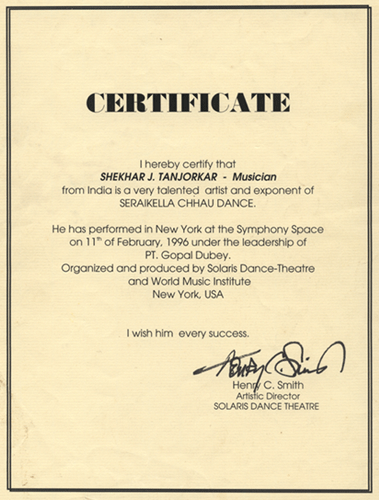 CERTIFICATE
I hereby certify that
SHEKHAR J. TANJORKAR - Musician
from India is a very talented artist and exponent of
SERAIKELLA CHHAU DANCE.
He has performed in New York at the Symphony Space
on 11th of February, 1996 under the leadership of
PT. Gopal Dubey.
Organized and produced by Solaris Dance-Theatre
and World Music Institute
New York, USA
I wish him every success.
Henry C. Smith
Henry C. Smith
Artistic Director
SOLARIS DANCE THEATRE